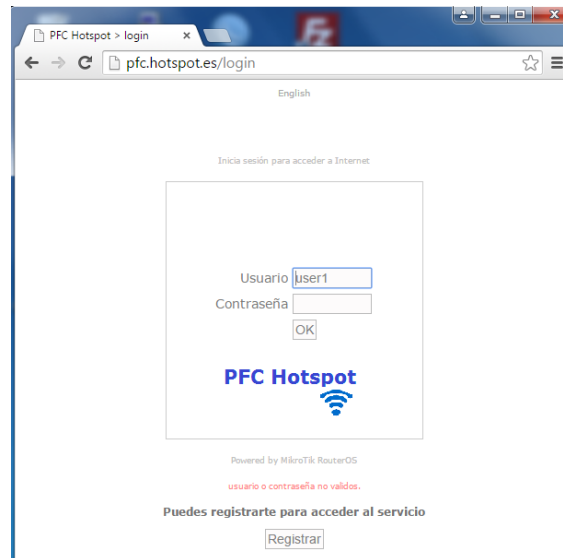 PFC Hotspot > login
pfc.hotspot.es/login
English
Inicia sesión para acceder a Internet
Usuario user1
Contraseña
OK
PFC Hotspot
Powered by MikroTik RouterOS
usuario o contraseña no validos.
Puedes registrarte para acceder al servicio
Registrar